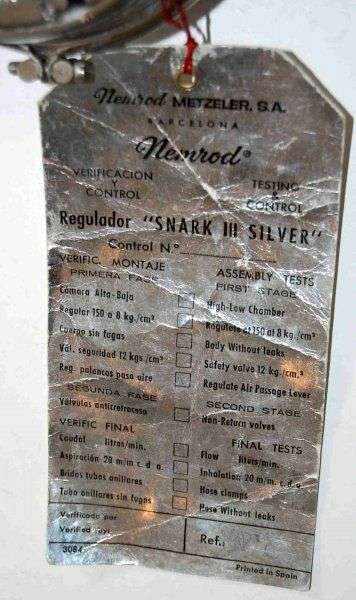 Nemrod METZELER, S.A.
BARCELONA
Nemrod®
VERIFICACION Y CONTROL
TESTING & CONTROL
Regulador "SNARK III SILVER"
Control N.º
VERIFIC. MONTAJE
ASSEMBLY TESTS
PRIMERA FASE
FIRST STAGE
Cámara Alta-Baja
High-Low Chamber
Regular 150 a 8 kg./cm³
Regulate at 150 at 8 kg./cm³
Cuerpo sin fugas
Body Without leaks
Vál. seguridad 12 kgs./cm³
Safety valve 12 kg./cm³
Reg. palancas paso aire
Regulate Air Passage Lever
SEGUNDA FASE
SECOND STAGE
Válvulas antirretroceso
Non-Return valves
VERIFIC FINAL
FINAL TESTS
Caudal litros/min.
Flow liters/min.
Aspiración 20 m/m c. d. a.
Inhalation 20 m/m c. d. a.
Bridas tubos anillares
Hose clamps
Tubo anillares sin fugas
Hose Without leaks
Verificado por
Verified by:
Ref.:
3084
Printed in Spain